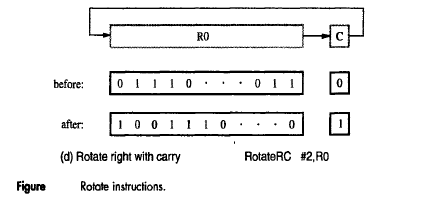 R0 C
before: 0 1 1 1 0 · · · 0 1 1 0
after: 1 0 0 1 1 1 0 · · · 0 1
(d) Rotate right with carry RotateRC #2,R0
Figure Rotate instructions.